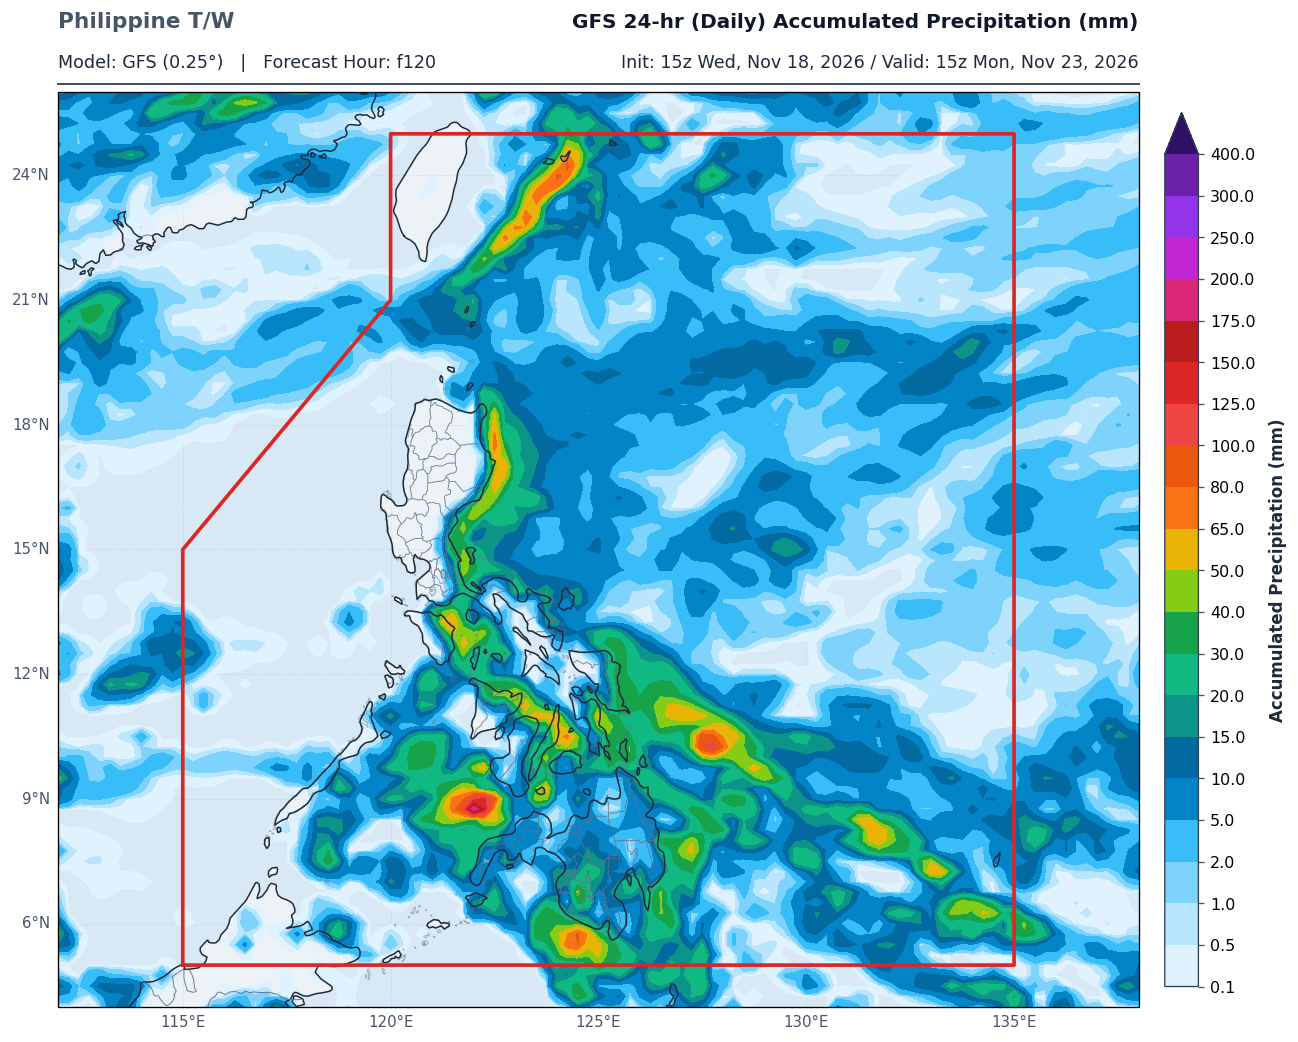 Philippine T/W
GFS 24-hr (Daily) Accumulated Precipitation (mm)
Model: GFS (0.25°) | Forecast Hour: f120
Init: 15z Wed, Nov 18, 2026 / Valid: 15z Mon, Nov 23, 2026
24°N
21°N
18°N
15°N
12°N
9°N
6°N
115°E
120°E
125°E
130°E
135°E
400.0
300.0
250.0
200.0
175.0
150.0
125.0
100.0
80.0
65.0
50.0
40.0
30.0
20.0
15.0
10.0
5.0
2.0
1.0
0.5
0.1
Accumulated Precipitation (mm)